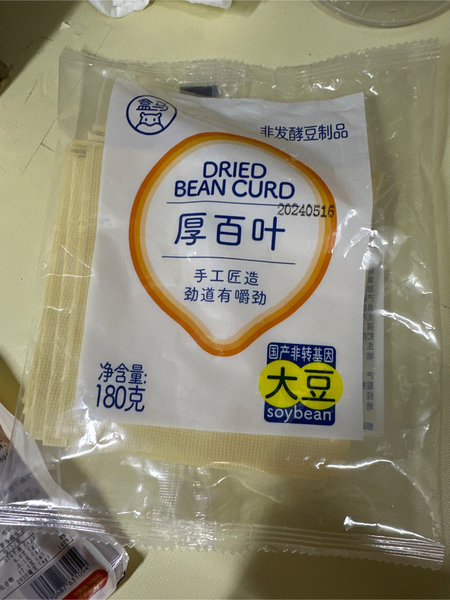 盒马
非发酵豆制品
DRIED
BEAN CURD
20240516
厚百叶
手工匠造
劲道有嚼劲
国产非转基因
大豆
soybean
净含量:
180克